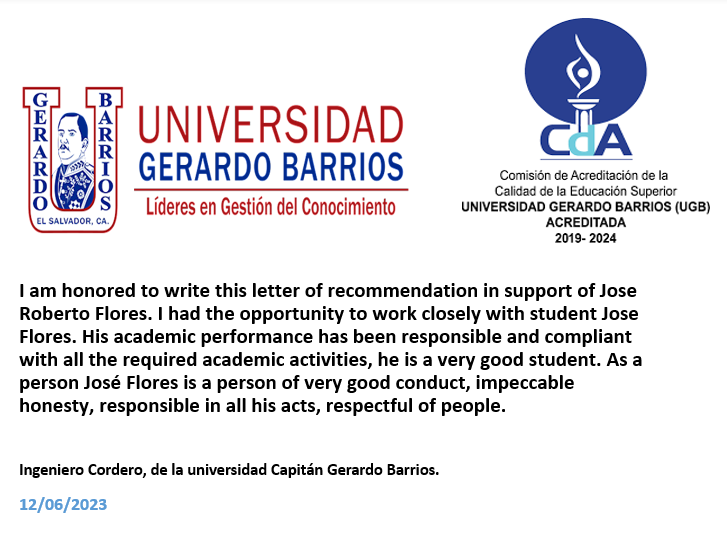 GERARDO
BARRIOS
EL SALVADOR, CA.
UNIVERSIDAD
GERARDO BARRIOS
Líderes en Gestión del Conocimiento
CdA
Comisión de Acreditación de la
Calidad de la Educación Superior
UNIVERSIDAD GERARDO BARRIOS (UGB)
ACREDITADA
2019- 2024
I am honored to write this letter of recommendation in support of Jose
Roberto Flores. I had the opportunity to work closely with student Jose
Flores. His academic performance has been responsible and compliant
with all the required academic activities, he is a very good student. As a
person José Flores is a person of very good conduct, impeccable
honesty, responsible in all his acts, respectful of people.
Ingeniero Cordero, de la universidad Capitán Gerardo Barrios.
12/06/2023